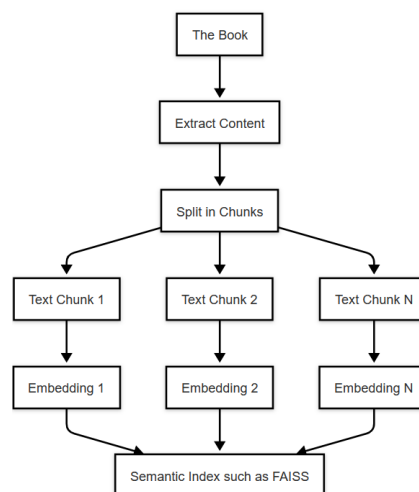 The Book
Extract Content
Split in Chunks
Text Chunk 1
Text Chunk 2
Text Chunk N
Embedding 1
Embedding 2
Embedding N
Semantic Index such as FAISS